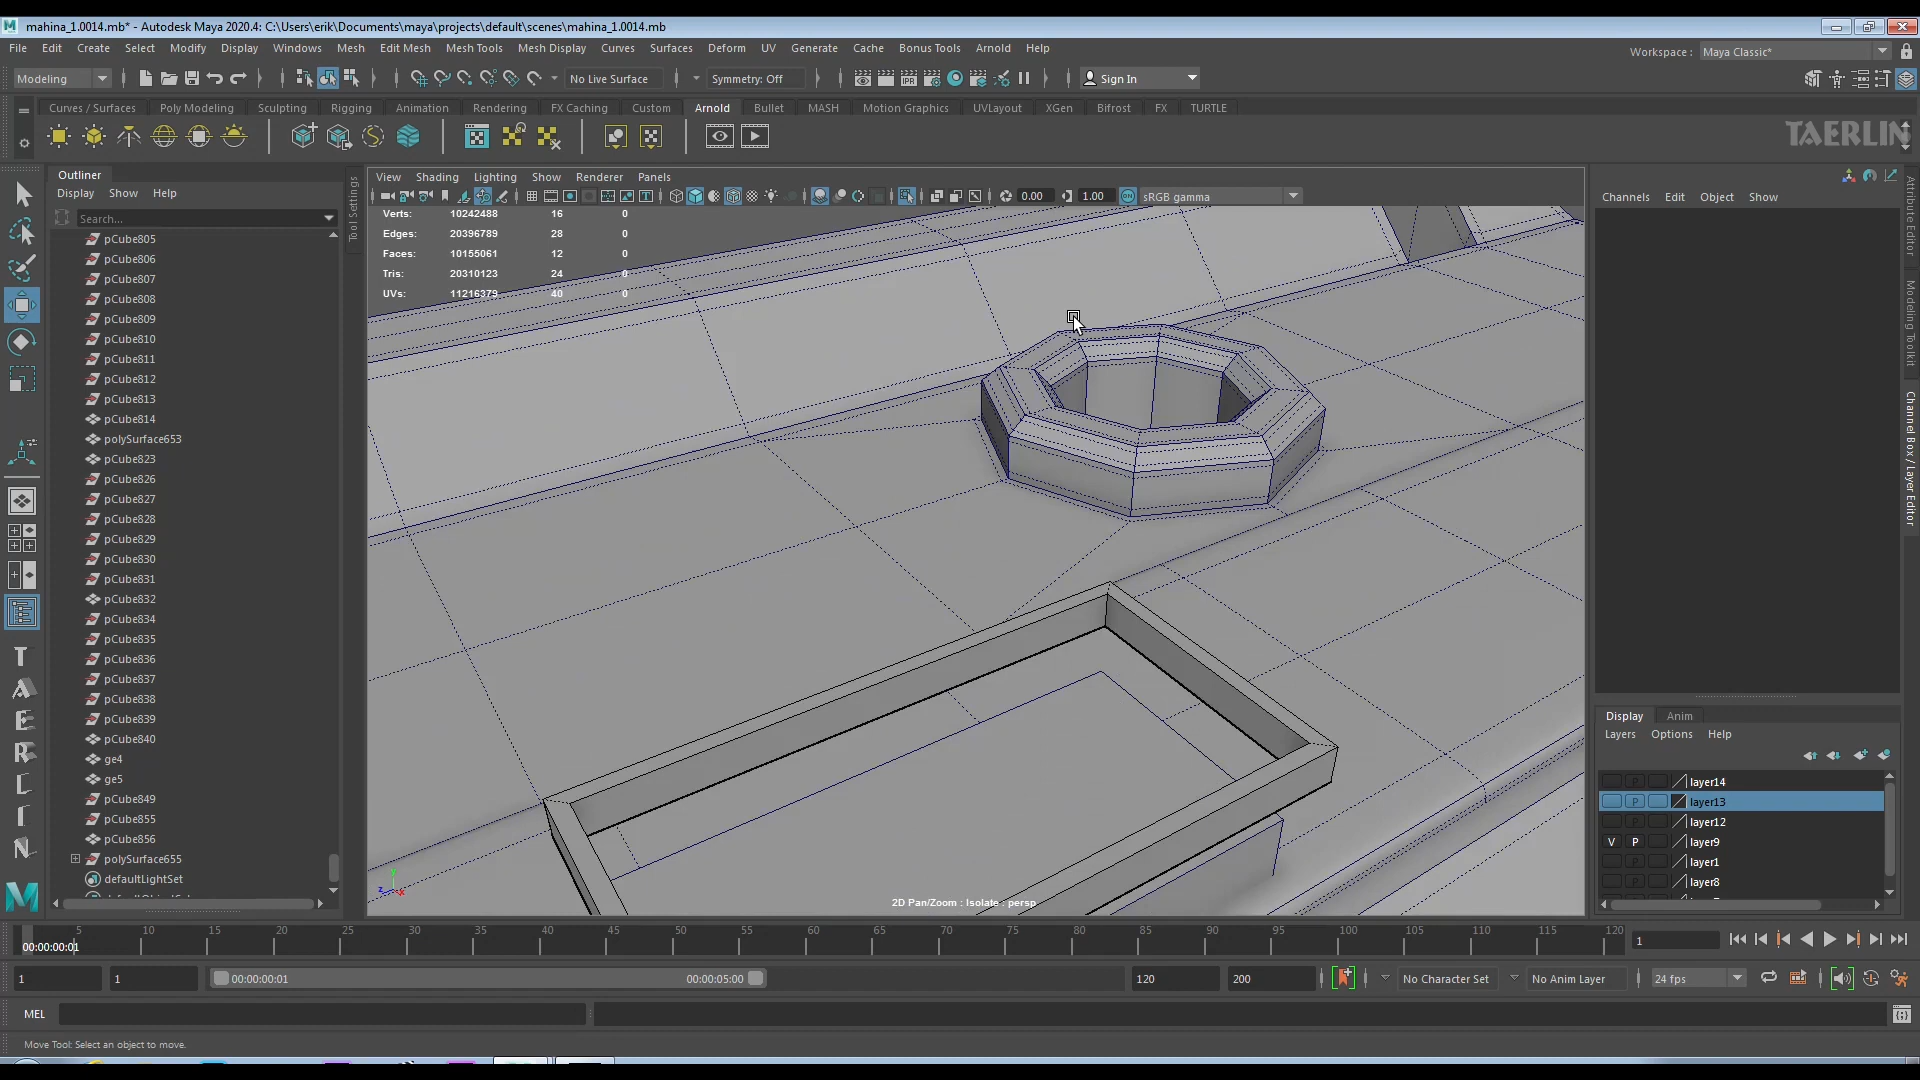 mahina_1.0014.mb* - Autodesk Maya 2020.4: C:\Users\erik\Documents\maya\projects\default\scenes\mahina_1.0014.mb
File Edit Create Select Modify Display Windows Mesh Edit Mesh Mesh Tools Mesh Display Curves Surfaces Deform UV Generate Cache Bonus Tools Arnold Help
Workspace : Maya Classic*
Modeling No Live Surface Symmetry: Off Sign In
Curves / Surfaces Poly Modeling Sculpting Rigging Animation Rendering FX Caching Custom Arnold Bullet MASH Motion Graphics UVLayout XGen Bifrost FX TURTLE
TAERLIN
Outliner
Display Show Help
Search...
pCube805
pCube806
pCube807
pCube808
pCube809
pCube810
pCube811
pCube812
pCube813
pCube814
polySurface653
pCube823
pCube826
pCube827
pCube828
pCube829
pCube830
pCube831
pCube832
pCube834
pCube835
pCube836
pCube837
pCube838
pCube839
pCube840
ge4
ge5
pCube849
pCube855
pCube856
polySurface655
defaultLightSet
Tool Settings
View Shading Lighting Show Renderer Panels
0.00 1.00 sRGB gamma
Verts: 10242488 16 0
Edges: 20396789 28 0
Faces: 10155061 12 0
Tris: 20310123 24 0
UVs: 11216379 40 0
2D Pan/Zoom : Isolate : persp
Channels Edit Object Show
Attribute Editor
Modeling Toolkit
Channel Box / Layer Editor
Display Anim
Layers Options Help
layer14
layer13
layer12
V P layer9
layer1
layer8
5 10 15 20 25 30 35 40 45 50 55 60 65 70 75 80 85 90 95 100 105 110 115 120
00:00:00:01
1
1 1 00:00:00:01 00:00:05:00 120 200 No Character Set No Anim Layer 24 fps
MEL
Move Tool: Select an object to move.